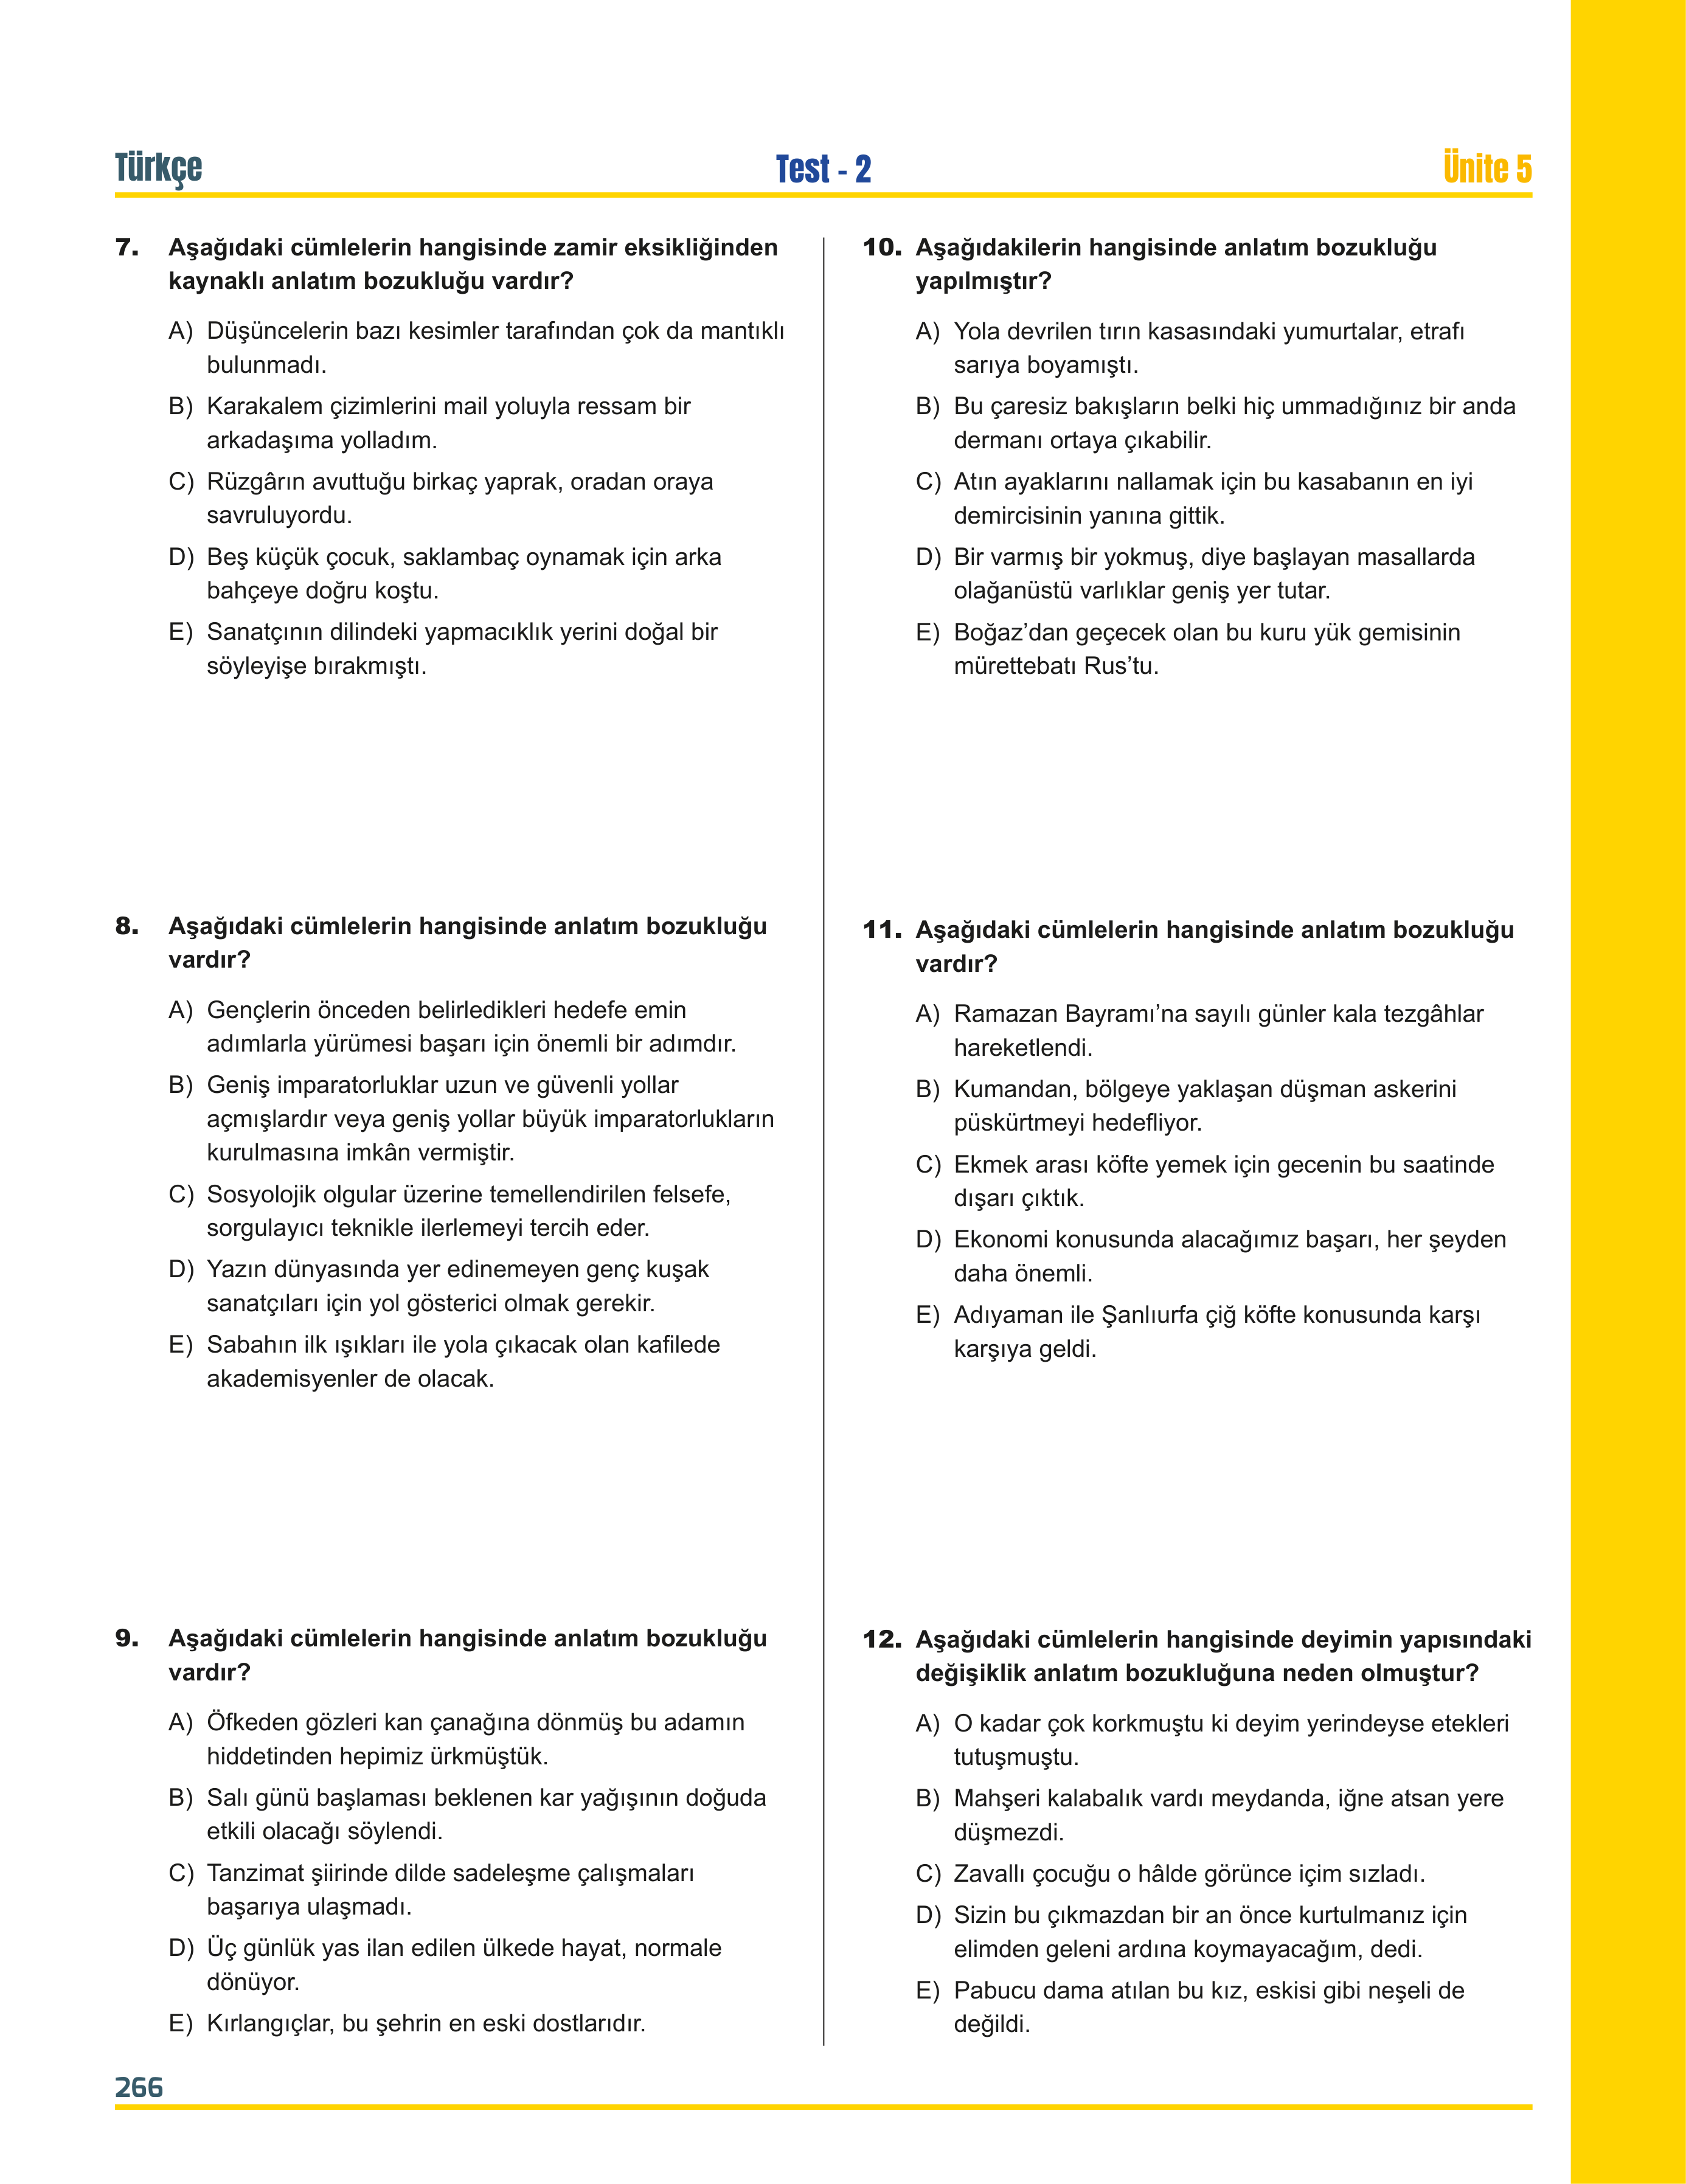 Türkçe
Test - 2
Ünite 5
7. Aşağıdaki cümlelerin hangisinde zamir eksikliğinden
kaynaklı anlatım bozukluğu vardır?
A) Düşüncelerin bazı kesimler tarafından çok da mantıklı
bulunmadı.
B) Karakalem çizimlerini mail yoluyla ressam bir
arkadaşıma yolladım.
C) Rüzgârın avuttuğu birkaç yaprak, oradan oraya
savruluyordu.
D) Beş küçük çocuk, saklambaç oynamak için arka
bahçeye doğru koştu.
E) Sanatçının dilindeki yapmacıklık yerini doğal bir
söyleyişe bırakmıştı.
8. Aşağıdaki cümlelerin hangisinde anlatım bozukluğu
vardır?
A) Gençlerin önceden belirledikleri hedefe emin
adımlarla yürümesi başarı için önemli bir adımdır.
B) Geniş imparatorluklar uzun ve güvenli yollar
açmışlardır veya geniş yollar büyük imparatorlukların
kurulmasına imkân vermiştir.
C) Sosyolojik olgular üzerine temellendirilen felsefe,
sorgulayıcı teknikle ilerlemeyi tercih eder.
D) Yazın dünyasında yer edinemeyen genç kuşak
sanatçıları için yol gösterici olmak gerekir.
E) Sabahın ilk ışıkları ile yola çıkacak olan kafilede
akademisyenler de olacak.
9. Aşağıdaki cümlelerin hangisinde anlatım bozukluğu
vardır?
A) Öfkeden gözleri kan çanağına dönmüş bu adamın
hiddetinden hepimiz ürkmüştük.
B) Salı günü başlaması beklenen kar yağışının doğuda
etkili olacağı söylendi.
C) Tanzimat şiirinde dilde sadeleşme çalışmaları
başarıya ulaşmadı.
D) Üç günlük yas ilan edilen ülkede hayat, normale
dönüyor.
E) Kırlangıçlar, bu şehrin en eski dostlarıdır.
10. Aşağıdakilerin hangisinde anlatım bozukluğu
yapılmıştır?
A) Yola devrilen tırın kasasındaki yumurtalar, etrafı
sarıya boyamıştı.
B) Bu çaresiz bakışların belki hiç ummadığınız bir anda
dermanı ortaya çıkabilir.
C) Atın ayaklarını nallamak için bu kasabanın en iyi
demircisinin yanına gittik.
D) Bir varmış bir yokmuş, diye başlayan masallarda
olağanüstü varlıklar geniş yer tutar.
E) Boğaz’dan geçecek olan bu kuru yük gemisinin
mürettebatı Rus’tu.
11. Aşağıdaki cümlelerin hangisinde anlatım bozukluğu
vardır?
A) Ramazan Bayramı’na sayılı günler kala tezgâhlar
hareketlendi.
B) Kumandan, bölgeye yaklaşan düşman askerini
püskürtmeyi hedefliyor.
C) Ekmek arası köfte yemek için gecenin bu saatinde
dışarı çıktık.
D) Ekonomi konusunda alacağımız başarı, her şeyden
daha önemli.
E) Adıyaman ile Şanlıurfa çiğ köfte konusunda karşı
karşıya geldi.
12. Aşağıdaki cümlelerin hangisinde deyimin yapısındaki
değişiklik anlatım bozukluğuna neden olmuştur?
A) O kadar çok korkmuştu ki deyim yerindeyse etekleri
tutuşmuştu.
B) Mahşeri kalabalık vardı meydanda, iğne atsan yere
düşmezdi.
C) Zavallı çocuğu o hâlde görünce içim sızladı.
D) Sizin bu çıkmazdan bir an önce kurtulmanız için
elimden geleni ardına koymayacağım, dedi.
E) Pabucu dama atılan bu kız, eskisi gibi neşeli de
değildi.
266